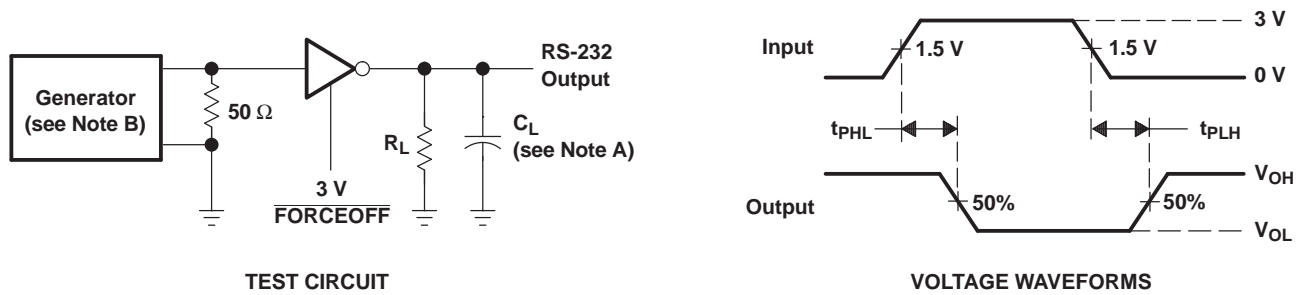 Generator
(see Note B)
50 Ω
3 V
FORCEOFF
RL
CL
(see Note A)
RS-232
Output
TEST CIRCUIT
Input
1.5 V
1.5 V
3 V
0 V
tPHL
tPLH
Output
50%
50%
VOH
VOL
VOLTAGE WAVEFORMS